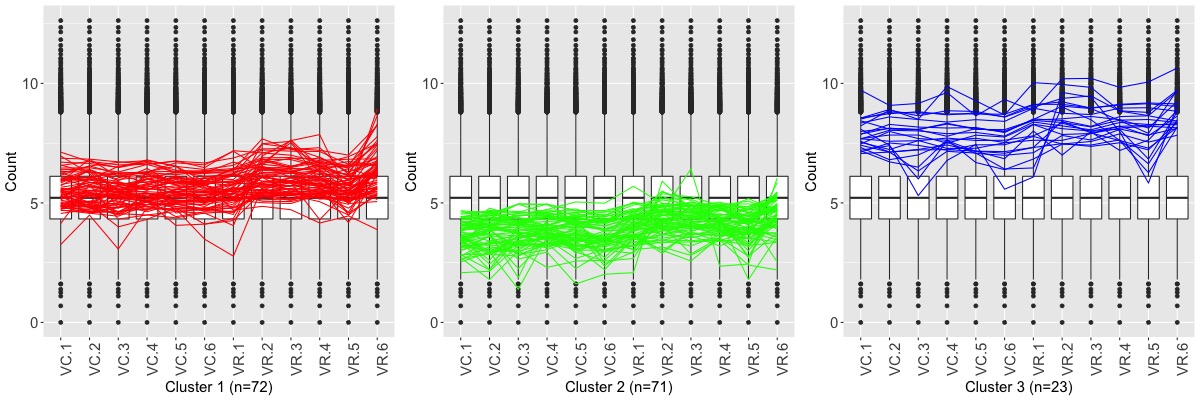 Count
10
5
0
VC.1
VC.2
VC.3
VC.4
VC.5
VC.6
VR.1
VR.2
VR.3
VR.4
VR.5
VR.6
Cluster 1 (n=72)
Count
10
5
0
VC.1
VC.2
VC.3
VC.4
VC.5
VC.6
VR.1
VR.2
VR.3
VR.4
VR.5
VR.6
Cluster 2 (n=71)
Count
10
5
0
VC.1
VC.2
VC.3
VC.4
VC.5
VC.6
VR.1
VR.2
VR.3
VR.4
VR.5
VR.6
Cluster 3 (n=23)